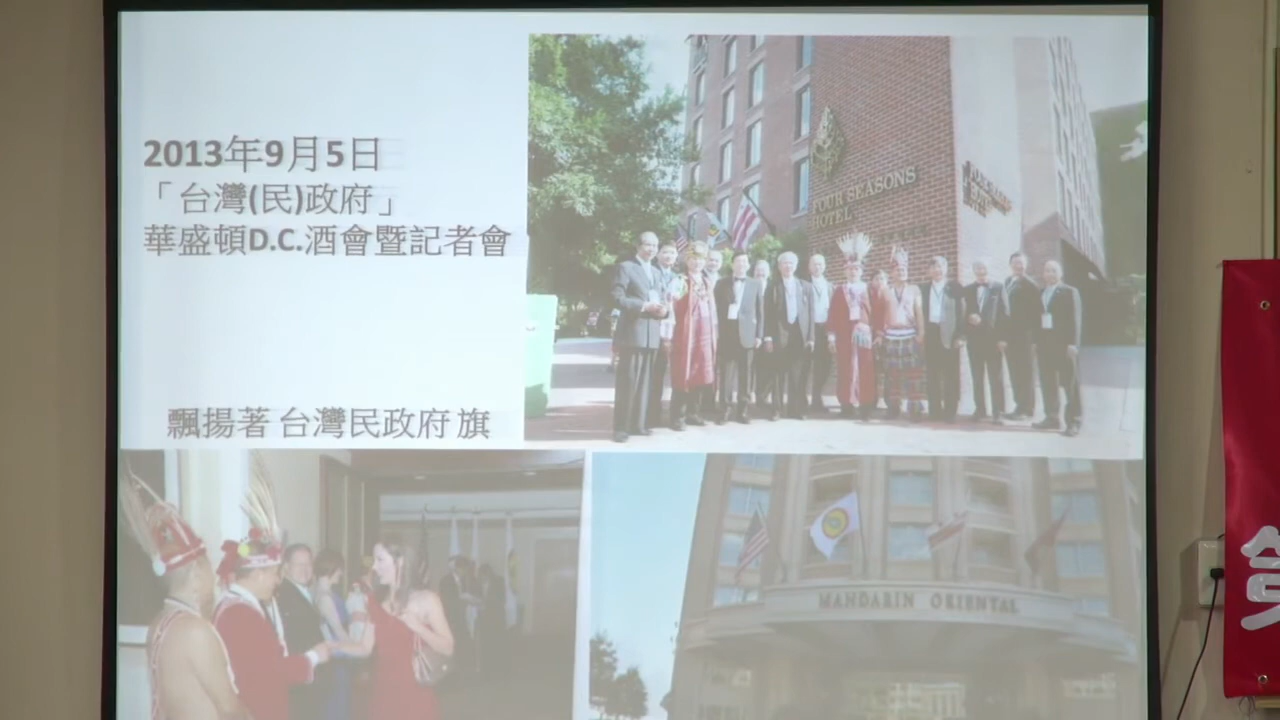 2013年9月5日
「台灣(民)政府」
華盛頓D.C.酒會暨記者會
飄揚著 台灣民政府 旗
FOUR SEASONS
HOTEL
MANDARIN ORIENTAL